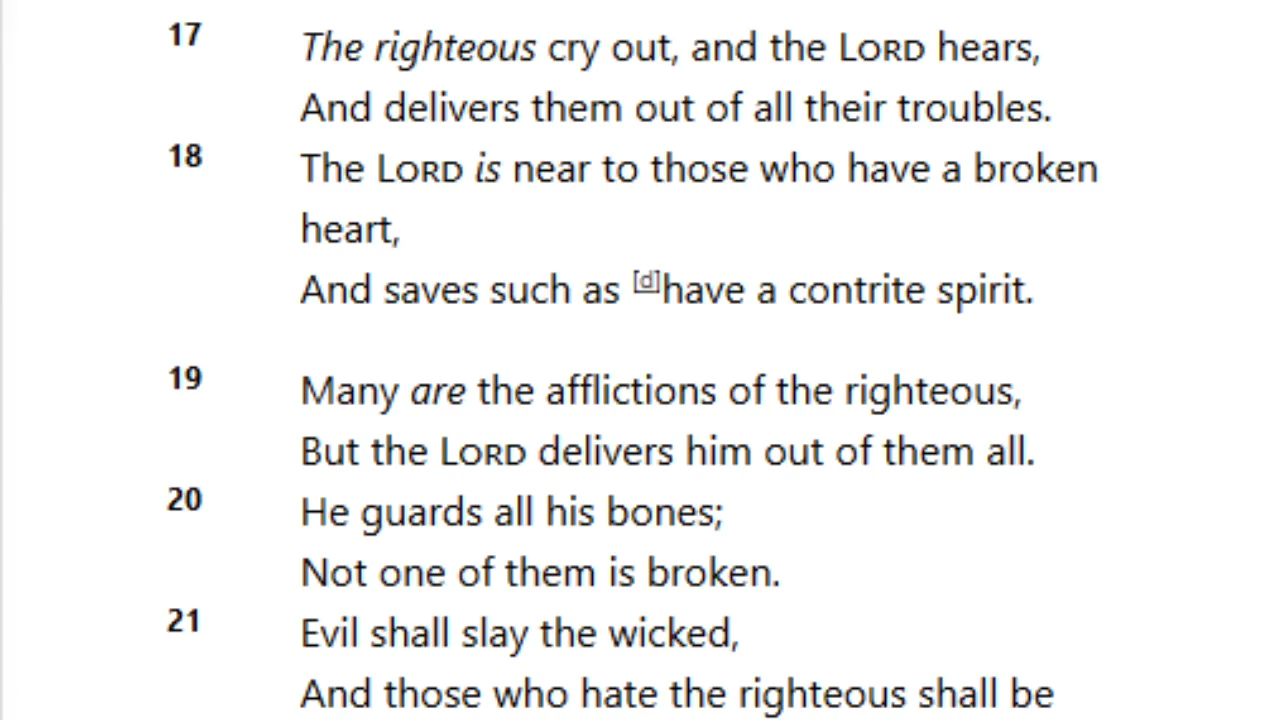 17 The righteous cry out, and the LORD hears,
And delivers them out of all their troubles.
18 The LORD is near to those who have a broken
heart,
And saves such as [d]have a contrite spirit.
19 Many are the afflictions of the righteous,
But the LORD delivers him out of them all.
20 He guards all his bones;
Not one of them is broken.
21 Evil shall slay the wicked,
And those who hate the righteous shall be